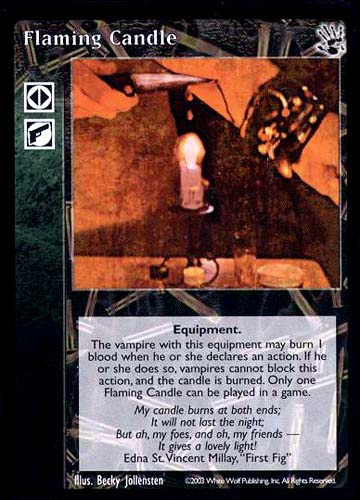 Flaming Candle
Equipment.
The vampire with this equipment may burn 1
blood when he or she declares an action. If he
or she does so, vampires cannot block this
action, and the candle is burned. Only one
Flaming Candle can be played in a game.
My candle burns at both ends;
It will not last the night;
But ah, my foes, and oh, my friends —
It gives a lovely light!
Edna St. Vincent Millay, "First Fig"
Illus. Becky Jollensten
©2003 White Wolf Publishing, Inc. All Rights Reserved.